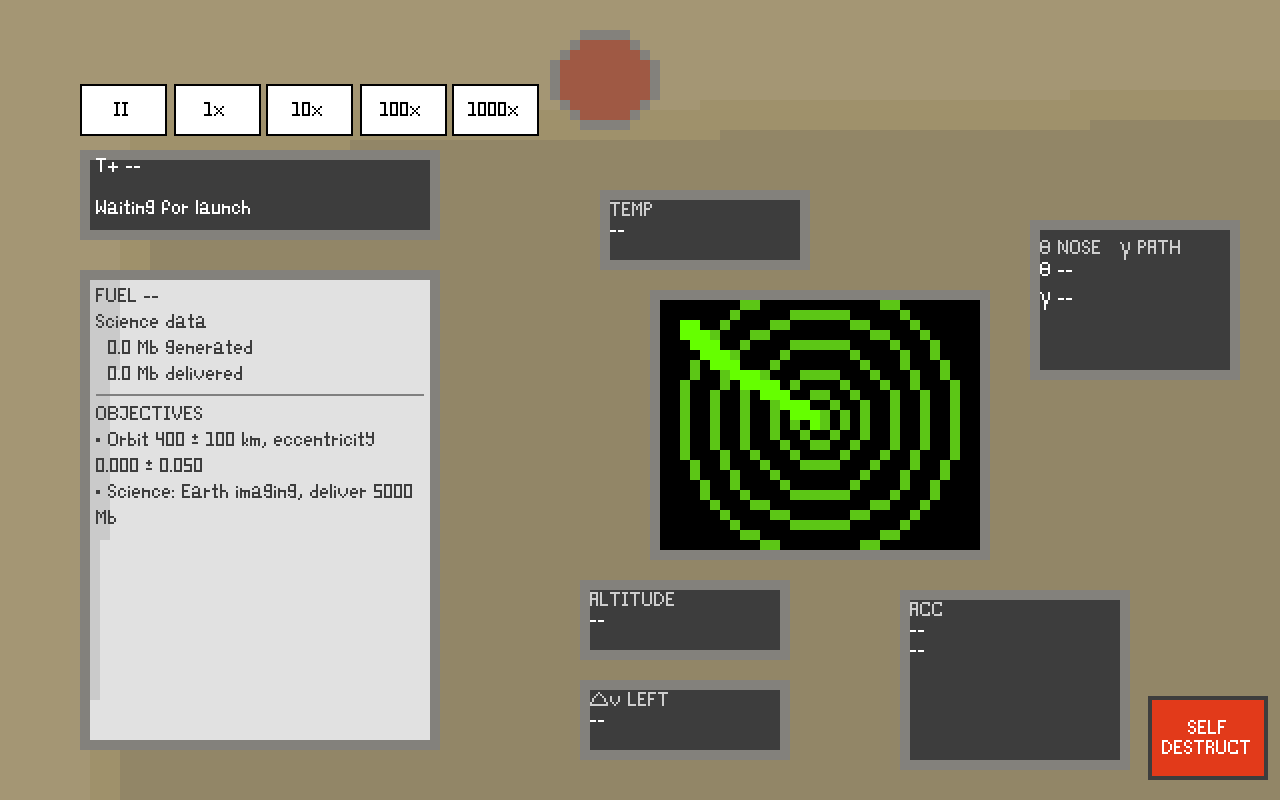 II
1x
10x
100x
1000x
T+ --
Waiting for launch
FUEL --
Science data
0.0 Mb generated
0.0 Mb delivered
OBJECTIVES
• Orbit 400 ± 100 km, eccentricity
0.000 ± 0.050
• Science: Earth imaging, deliver 5000
Mb
TEMP
--
θ NOSE γ PATH
θ --
γ --
ALTITUDE
--
△v LEFT
--
ACC
--
--
SELF
DESTRUCT